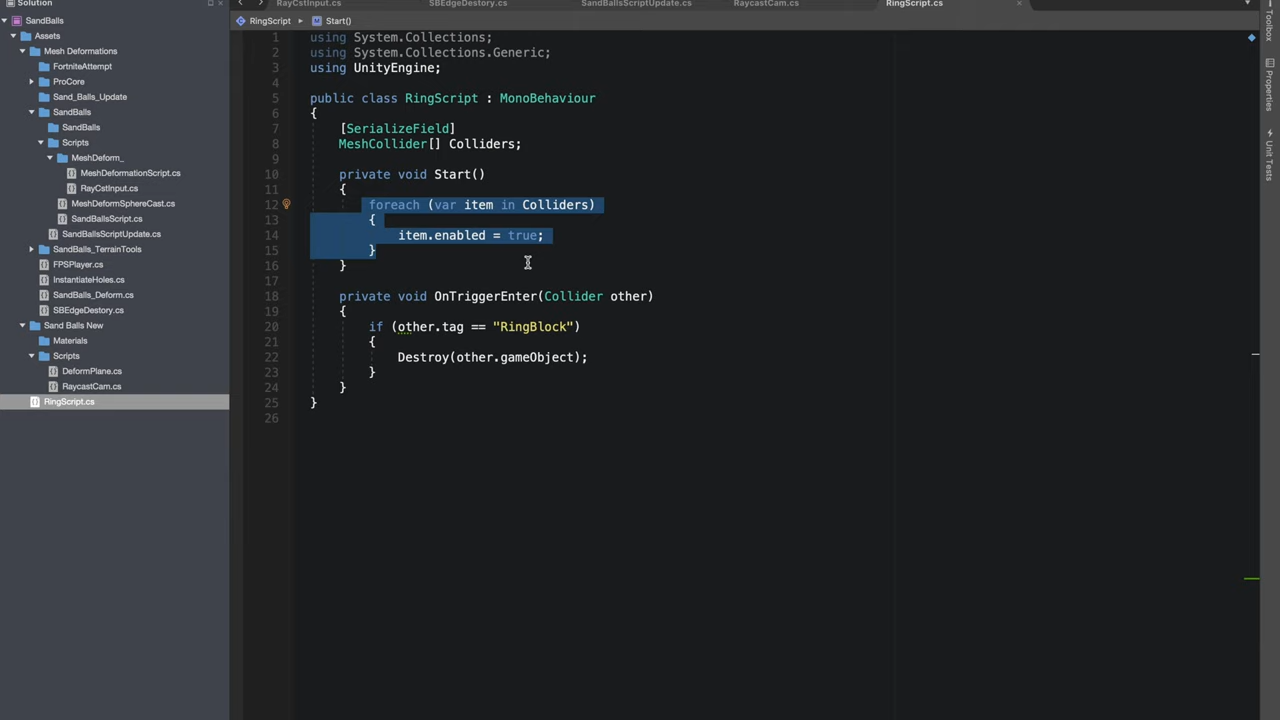 Solution
SandBalls
Assets
Mesh Deformations
FortniteAttempt
ProCore
Sand_Balls_Update
SandBalls
SandBalls
Scripts
MeshDeform_
MeshDeformationScript.cs
RayCstInput.cs
MeshDeformSphereCast.cs
SandBallsScript.cs
SandBallsScriptUpdate.cs
SandBalls_TerrainTools
FPSPlayer.cs
InstantiateHoles.cs
SandBalls_Deform.cs
SBEdgeDestory.cs
Sand Balls New
Materials
Scripts
DeformPlane.cs
RaycastCam.cs
RingScript.cs
RayCstInput.cs SBEdgeDestory.cs SandBallsScriptUpdate.cs RaycastCam.cs RingScript.cs
RingScript Start()
1 using System.Collections;
2 using System.Collections.Generic;
3 using UnityEngine;
4
5 public class RingScript : MonoBehaviour
6 {
7 [SerializeField]
8 MeshCollider[] Colliders;
9
10 private void Start()
11 {
12 foreach (var item in Colliders)
13 {
14 item.enabled = true;
15 }
16 }
17
18 private void OnTriggerEnter(Collider other)
19 {
20 if (other.tag == "RingBlock")
21 {
22 Destroy(other.gameObject);
23 }
24 }
25 }
26
Toolbox
Properties
Unit Tests